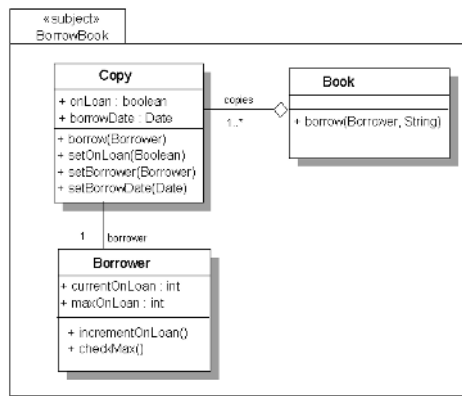 «subject»
BorrowBook
Copy
+ onLoan : boolean
+ borrowDate : Date
+ borrow(Borrower)
+ setOnLoan(Boolean)
+ setBorrower(Borrower)
+ setBorrowDate(Date)
copies
1..*
Book
+ borrow(Borrower, String)
1
borrower
Borrower
+ currentOnLoan : int
+ maxOnLoan : int
+ incrementOnLoan()
+ checkMax()